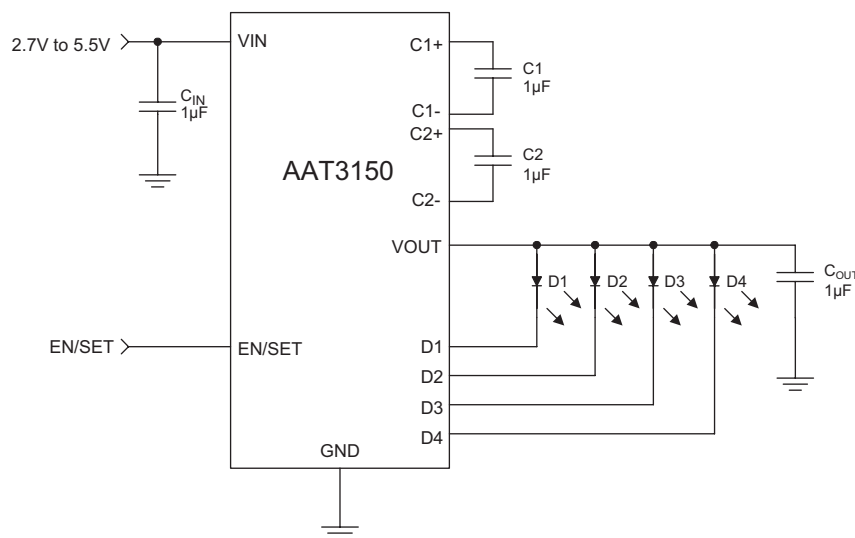 2.7V to 5.5V
VIN
C1+
C1
1µF
C1-
C2+
C2
1µF
C2-
C_IN
1µF
AAT3150
VOUT
D1
D2
D3
D4
C_OUT
1µF
EN/SET
EN/SET
D1
D2
D3
D4
GND